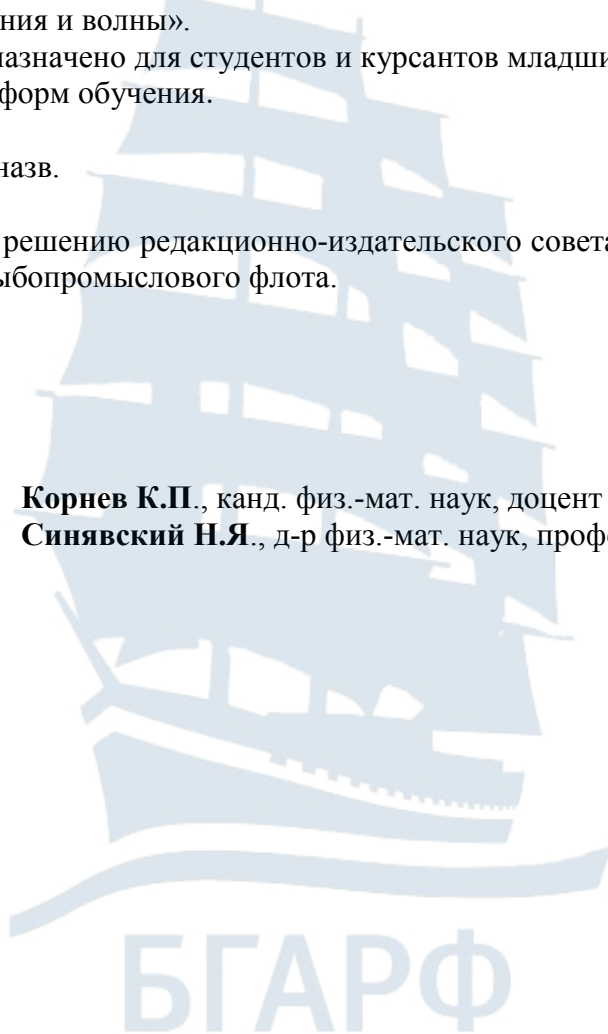 ния и волны».
назначено для студентов и курсантов младши
форм обучения.
назв.
решению редакционно-издательского совета
ыбопромыслового флота.
Корнев К.П., канд. физ.-мат. наук, доцент
Синявский Н.Я., д-р физ.-мат. наук, проф
БГАРФ